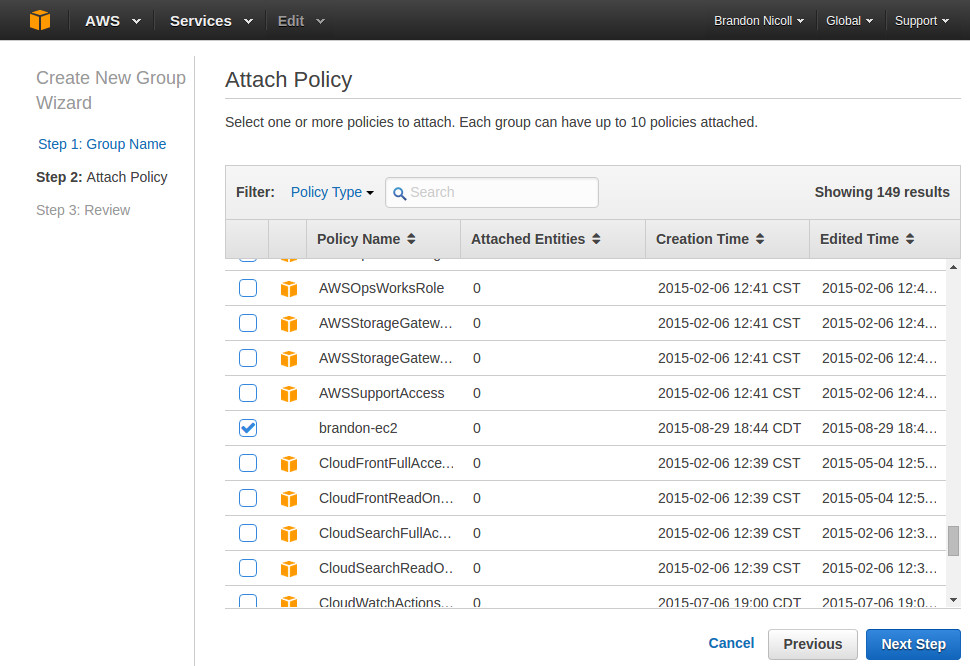 AWS Services Edit Brandon Nicoll Global Support
Create New Group
Wizard
Step 1: Group Name
Step 2: Attach Policy
Step 3: Review
Attach Policy
Select one or more policies to attach. Each group can have up to 10 policies attached.
Filter: Policy Type Search Showing 149 results
Policy Name Attached Entities Creation Time Edited Time
AWSOpsWorksRole 0 2015-02-06 12:41 CST 2015-02-06 12:4...
AWSStorageGatew... 0 2015-02-06 12:41 CST 2015-02-06 12:4...
AWSStorageGatew... 0 2015-02-06 12:41 CST 2015-02-06 12:4...
AWSSupportAccess 0 2015-02-06 12:41 CST 2015-02-06 12:4...
brandon-ec2 0 2015-08-29 18:44 CDT 2015-08-29 18:4...
CloudFrontFullAcce... 0 2015-02-06 12:39 CST 2015-05-04 12:5...
CloudFrontReadOn... 0 2015-02-06 12:39 CST 2015-05-04 12:5...
CloudSearchFullAc... 0 2015-02-06 12:39 CST 2015-02-06 12:3...
CloudSearchReadO.. 0 2015-02-06 12:39 CST 2015-02-06 12:3...
CloudWatchActions... 0 2015-07-06 19:00 CDT 2015-07-06 19:0...
Cancel Previous Next Step